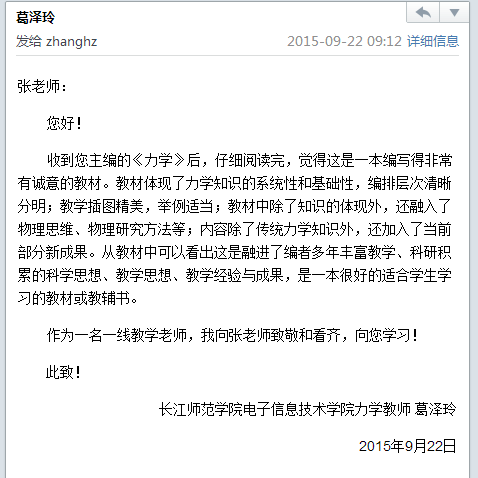 葛泽玲
发给 zhanghz 2015-09-22 09:12 详细信息
张老师：
您好！
收到您主编的《力学》后，仔细阅读完，觉得这是一本编写得非常
有诚意的教材。教材体现了力学知识的系统性和基础性，编排层次清晰
分明；教学插图精美，举例适当；教材中除了知识的体现外，还融入了
物理思维、物理研究方法等；内容除了传统力学知识外，还加入了当前
部分新成果。从教材中可以看出这是融进了编者多年丰富教学、科研积
累的科学思想、教学思想、教学经验与成果，是一本很好的适合学生学
习的教材或教辅书。
作为一名一线教学老师，我向张老师致敬和看齐，向您学习！
此致！
长江师范学院电子信息技术学院力学教师 葛泽玲
2015年9月22日